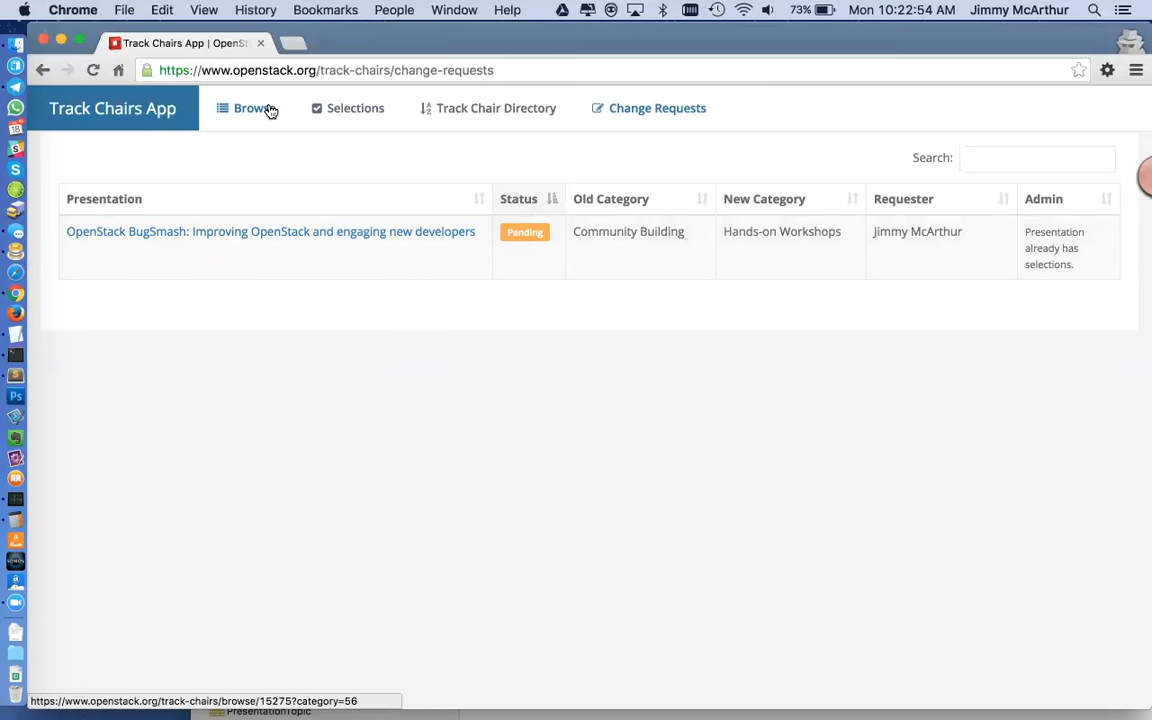 Chrome File Edit View History Bookmarks People Window Help 73% Mon 10:22:54 AM Jimmy McArthur
Track Chairs App | OpenSt
https://www.openstack.org/track-chairs/change-requests
Track Chairs App Browse Selections Track Chair Directory Change Requests
Search:
Presentation Status Old Category New Category Requester Admin
OpenStack BugSmash: Improving OpenStack and engaging new developers Pending Community Building Hands-on Workshops Jimmy McArthur Presentation
already has
selections.
https://www.openstack.org/track-chairs/browse/15275?category=56
PresentationTopic